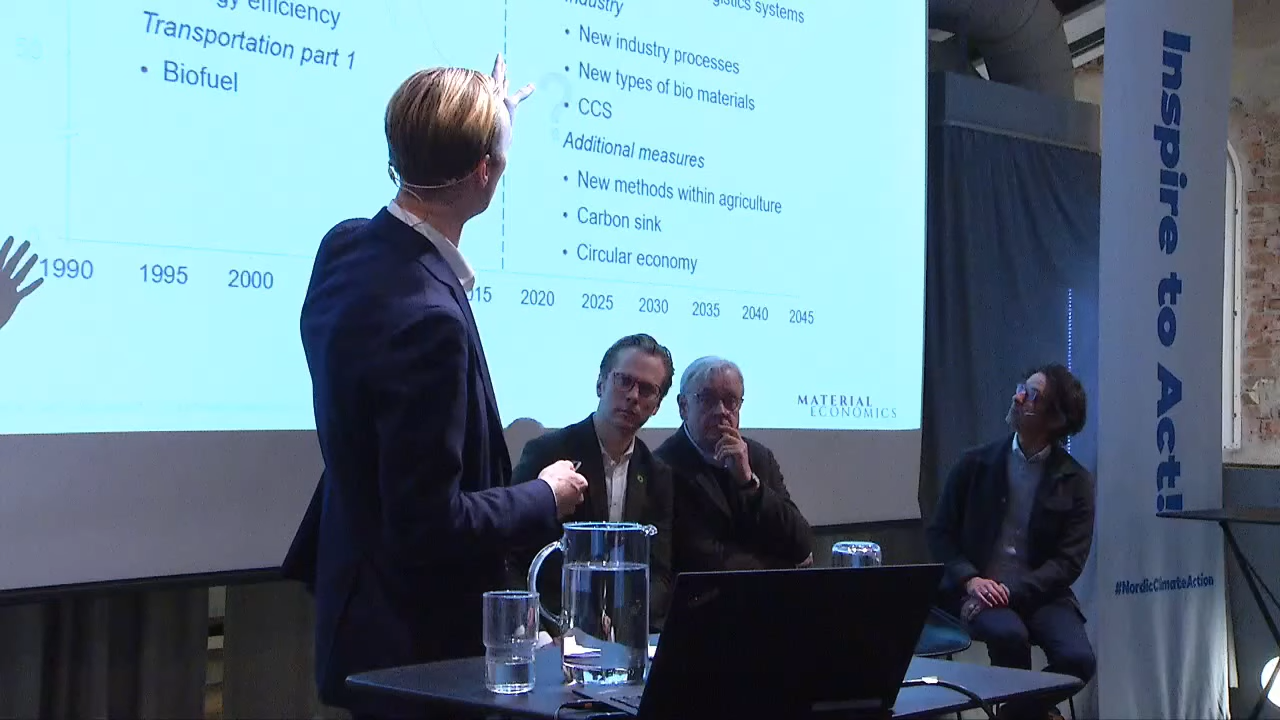 efficiency
Transportation part 1
• Biofuel
systems
• New industry processes
• New types of bio materials
• CCS
?
Additional measures
• New methods within agriculture
• Carbon sink
• Circular economy
1990 1995 2000 2020 2025 2030 2035 2040 2045
MATERIAL
ECONOMICS
Inspire to Act!
#NordicClimateAction